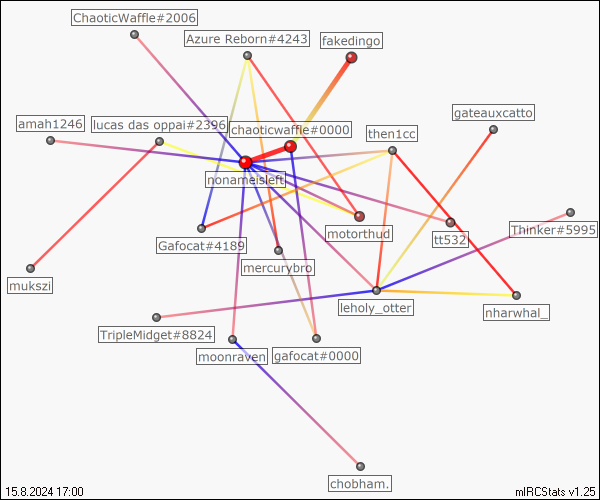 ChaoticWaffle#2006
Azure Reborn#4243
fakedingo
gateauxcatto
amah1246
lucas das oppai#2396
chaoticwaffle#0000
then1cc
nonameisleft
Gafocat#4189
motorthud
tt532
Thinker#5995
mukszi
mercurybro
leholy_otter
nharwhal_
TripleMidget#8824
moonraven
gafocat#0000
chobham.
15.8.2024 17:00
mIRCStats v1.25